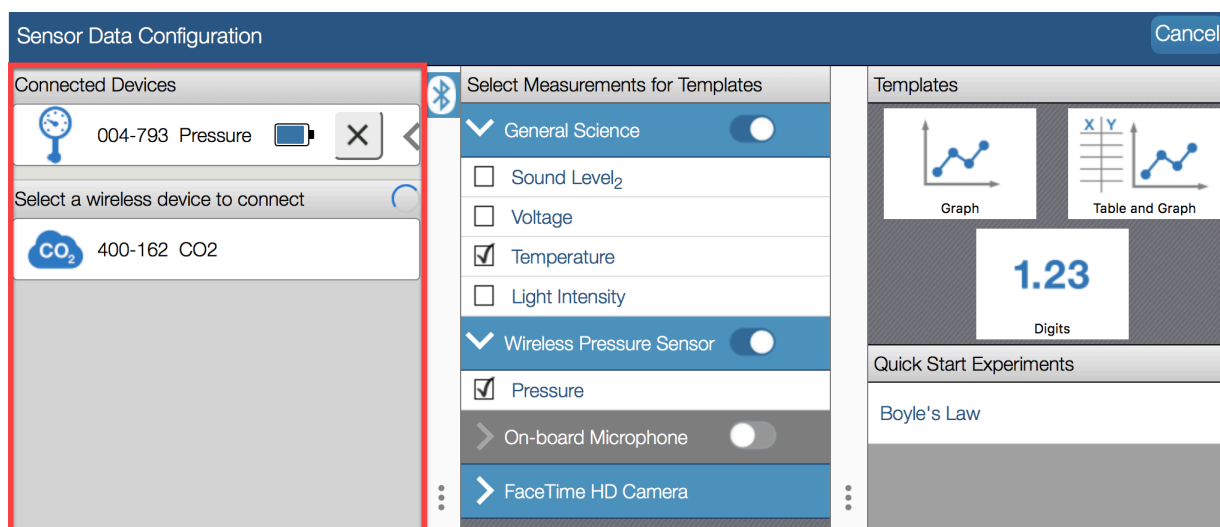 Sensor Data Configuration
Cancel
Connected Devices
004-793 Pressure
Select a wireless device to connect
CO₂
400-162 CO2
Select Measurements for Templates
General Science
Sound Level₂
Voltage
Temperature
Light Intensity
Wireless Pressure Sensor
Pressure
On-board Microphone
FaceTime HD Camera
Templates
Graph
X Y
Table and Graph
1.23
Digits
Quick Start Experiments
Boyle's Law